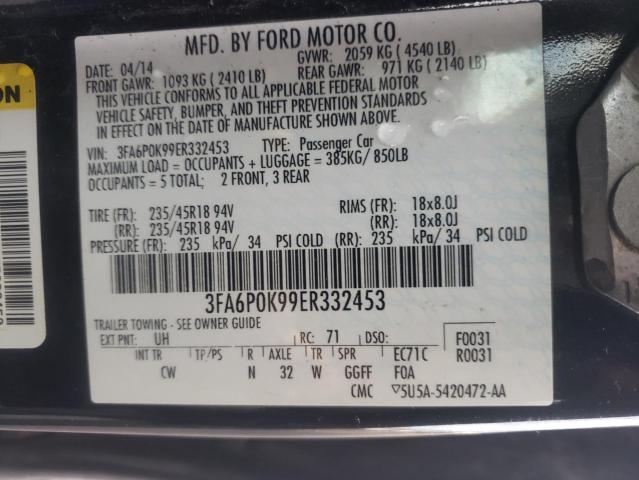 MFD. BY FORD MOTOR CO.
DATE: 04/14 GVWR: 2059 KG ( 4540 LB)
FRONT GAWR: 1093 KG ( 2410 LB) REAR GAWR: 971 KG ( 2140 LB)
THIS VEHICLE CONFORMS TO ALL APPLICABLE FEDERAL MOTOR
VEHICLE SAFETY, BUMPER, AND THEFT PREVENTION STANDARDS
IN EFFECT ON THE DATE OF MANUFACTURE SHOWN ABOVE.
VIN: 3FA6P0K99ER332453 TYPE: Passenger Car
MAXIMUM LOAD = OCCUPANTS + LUGGAGE = 385KG/ 850LB
OCCUPANTS = 5 TOTAL; 2 FRONT, 3 REAR
TIRE (FR): 235/45R18 94V RIMS (FR): 18x8.0J
(RR): 235/45R18 94V (RR): 18x8.0J
PRESSURE (FR): 235 kPa/ 34 PSI COLD (RR): 235 kPa/ 34 PSI COLD
3FA6P0K99ER332453
TRAILER TOWING - SEE OWNER GUIDE
EXT PNT: UH RC: 71 DSO: F0031
INT TR TP/PS R AXLE TR SPR EC71C R0031
CW N 32 W GGFF F0A
CMC ▽5U5A-5420472-AA
ON